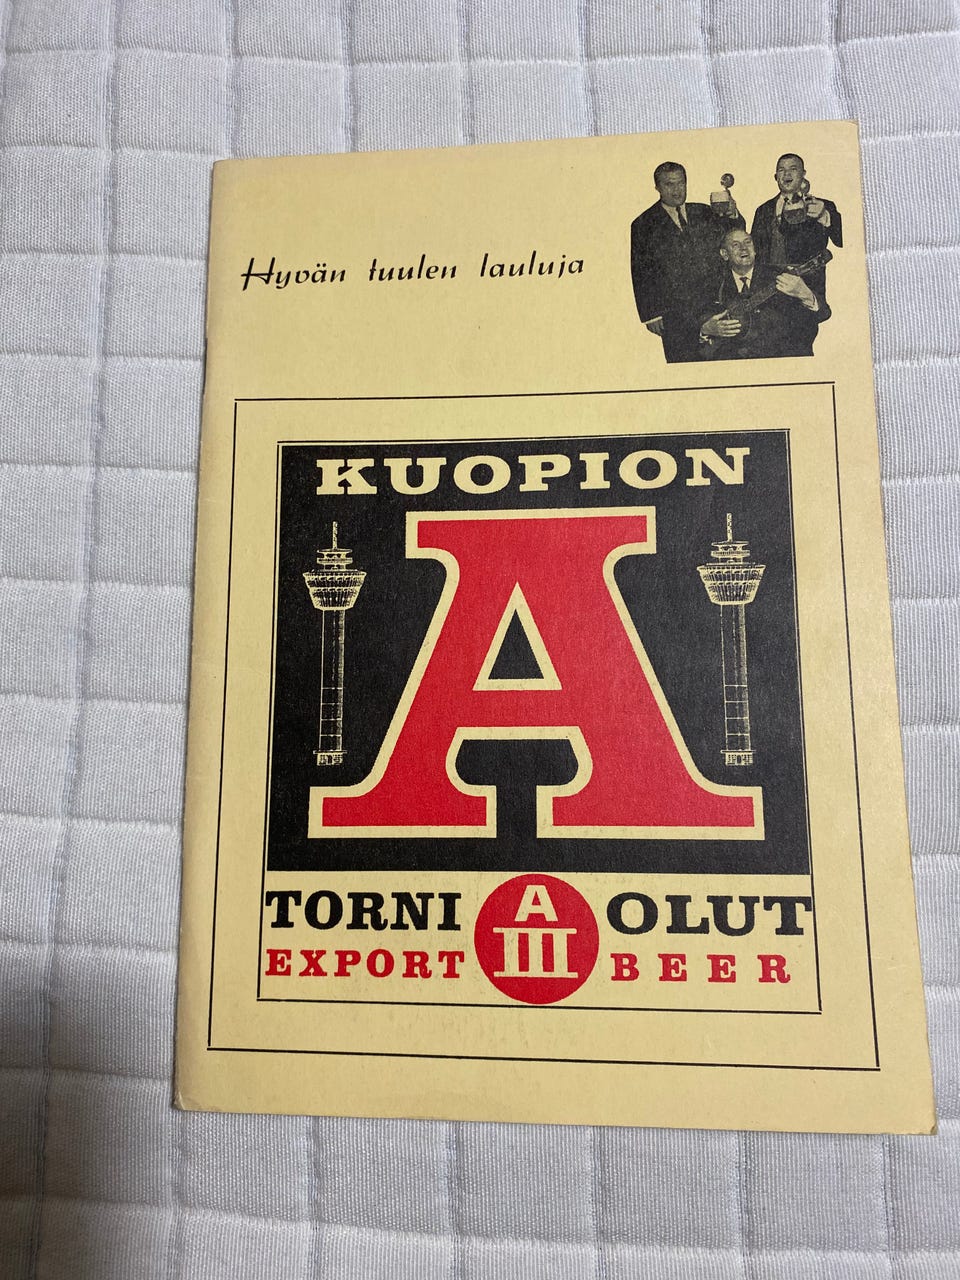 Hyvän tuulen lauluja
KUOPION
A
TORNI A OLUT
EXPORT III BEER